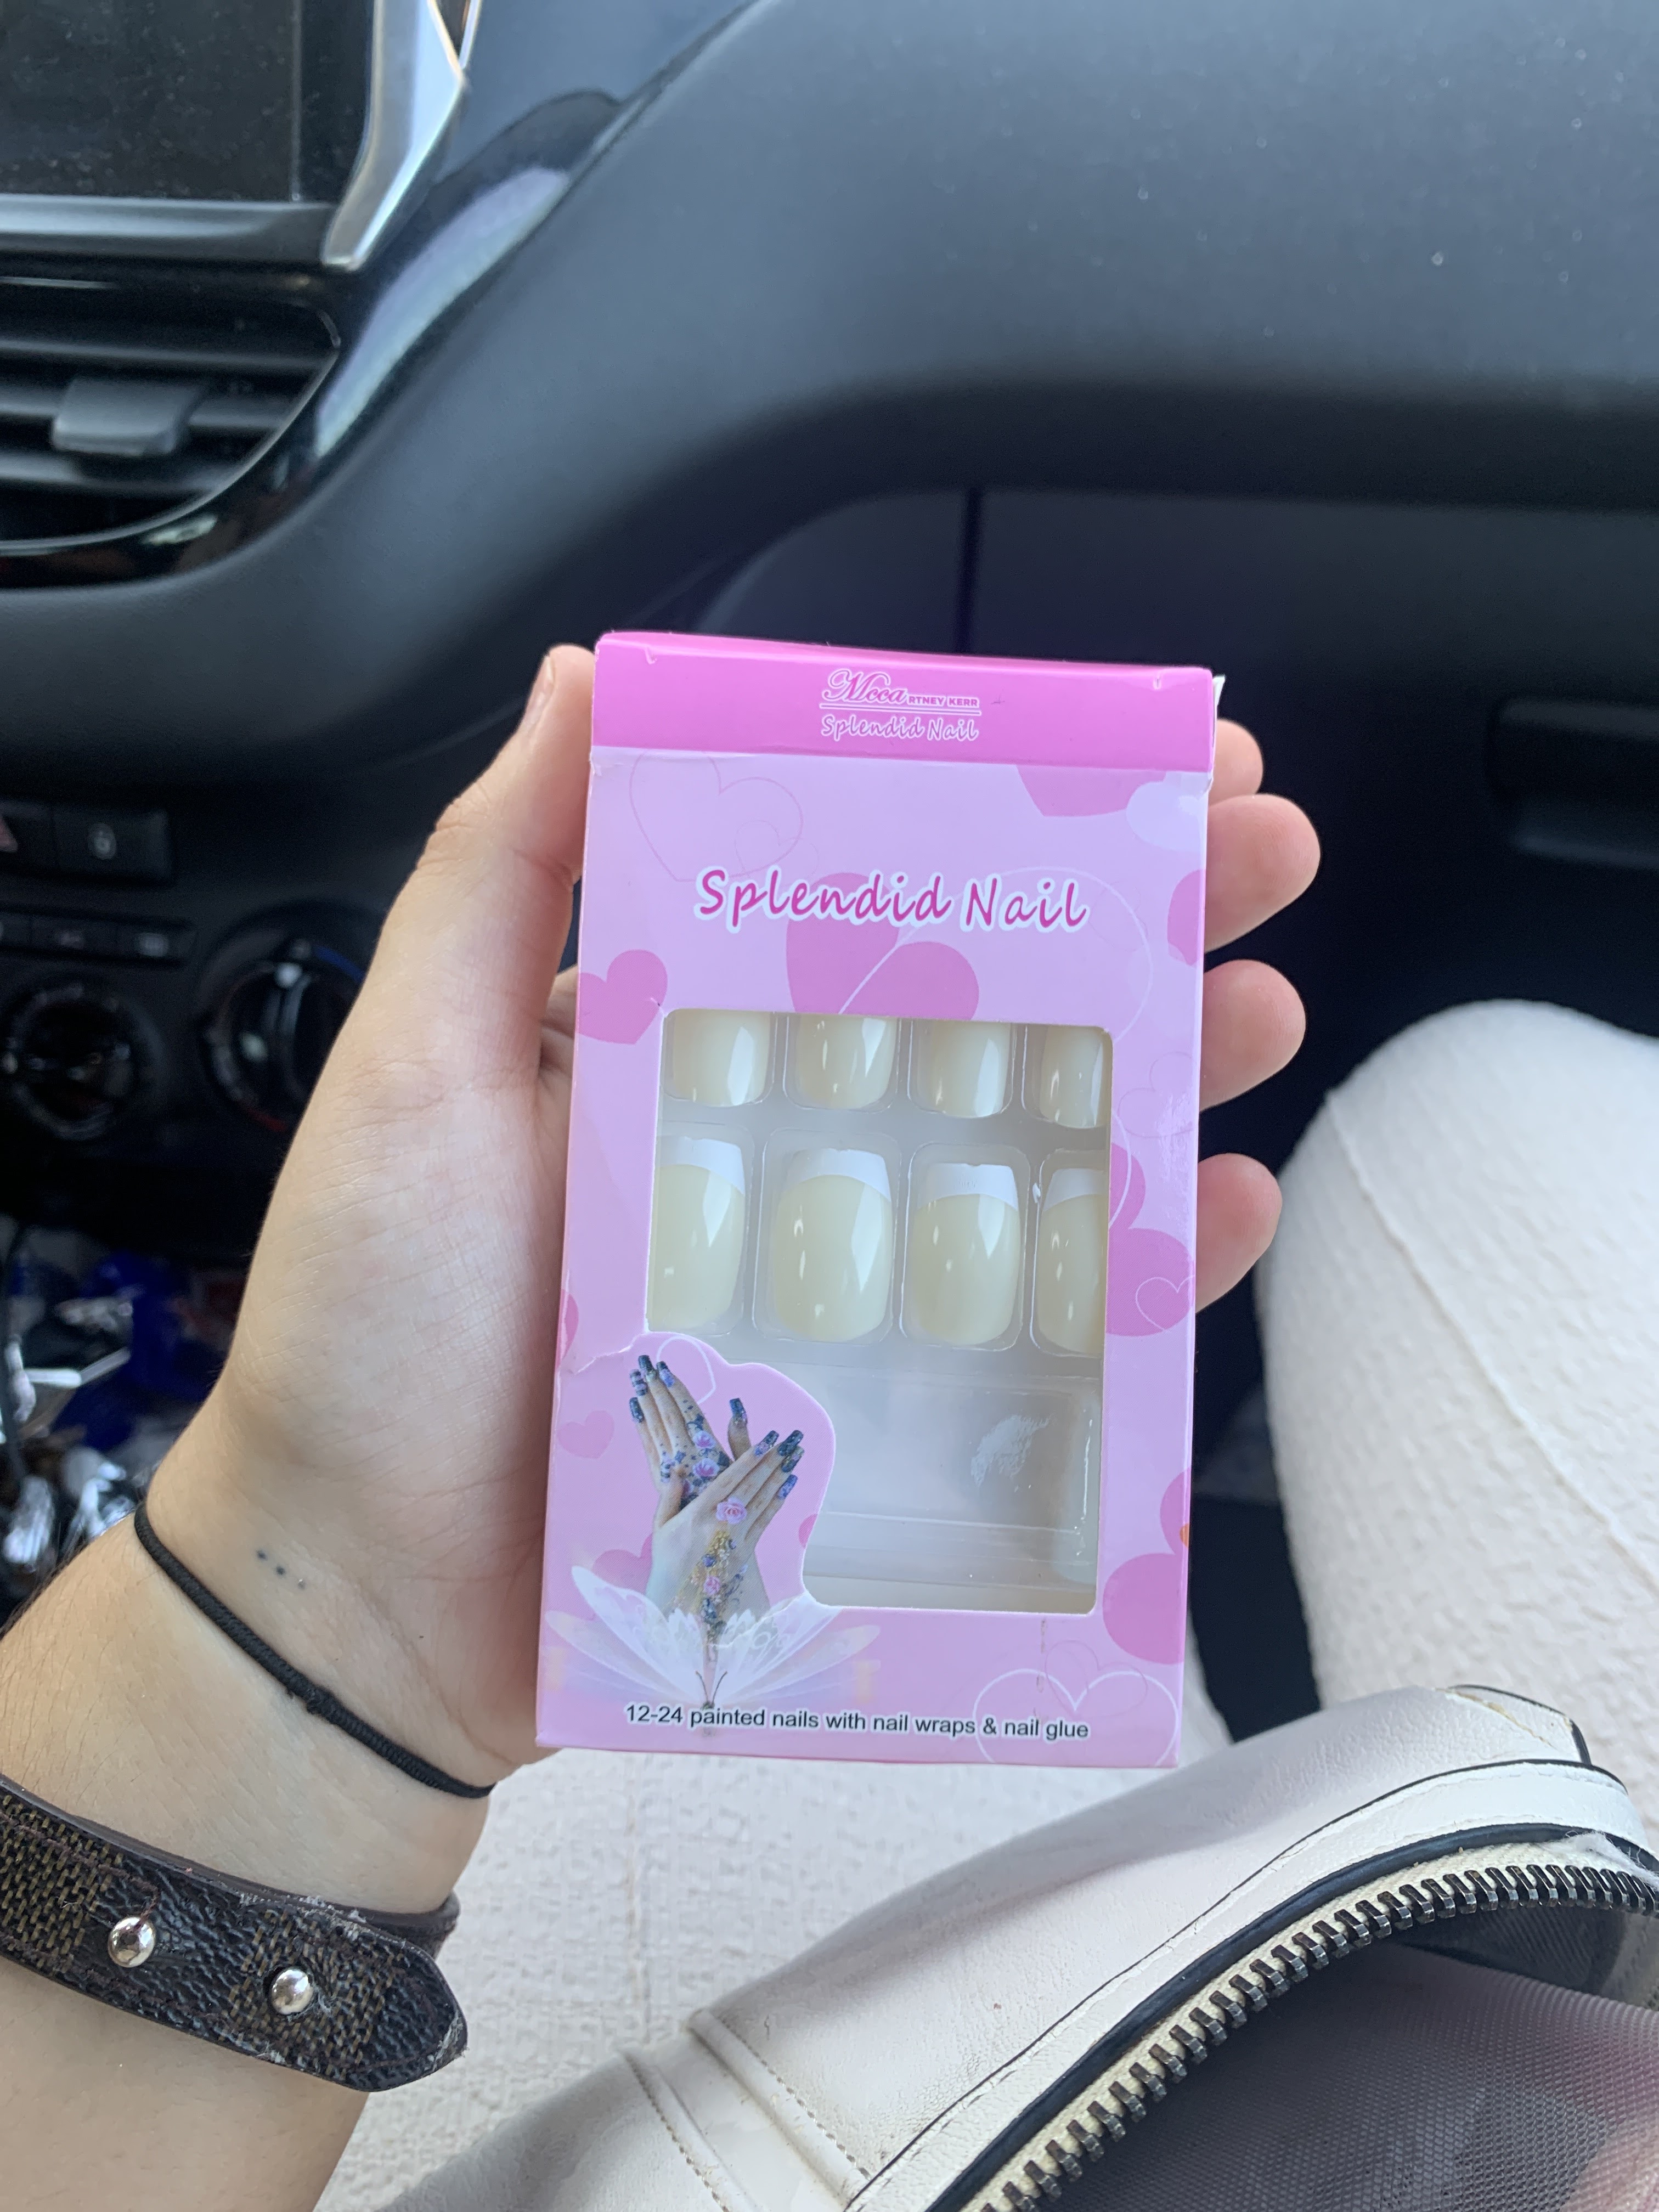 Mcca RTNEY KERR
Splendid Nail
Splendid Nail
12-24 painted nails with nail wraps & nail glue